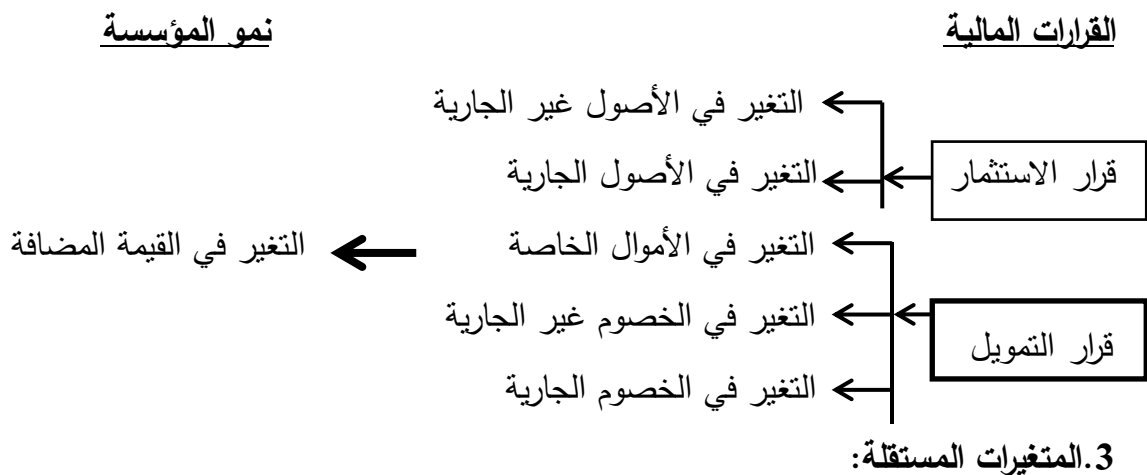 القرارات المالية
نمو المؤسسة
التغير في الأصول غير الجارية
قرار الاستثمار
التغير في الأصول الجارية
التغير في الأموال الخاصة
التغير في القيمة المضافة
التغير في الخصوم غير الجارية
قرار التمويل
التغير في الخصوم الجارية
3.المتغيرات المستقلة: